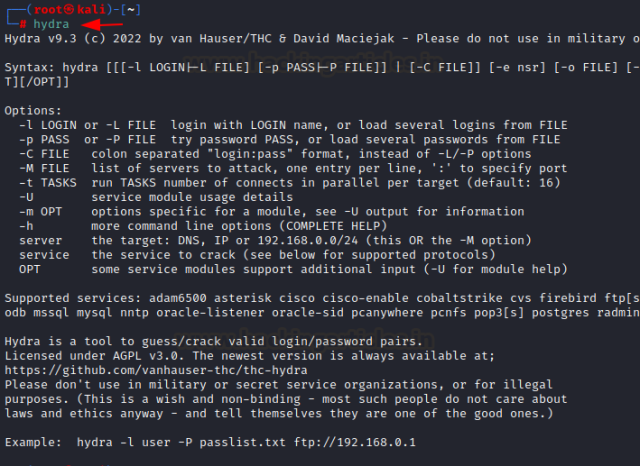 (root㉿kali)-[~]
# hydra
Hydra v9.3 (c) 2022 by van Hauser/THC & David Maciejak - Please do not use in military o
Syntax: hydra [[[-l LOGIN|-L FILE] [-p PASS|-P FILE]] | [-C FILE]] [-e nsr] [-o FILE] [-
T][/OPT]]
Options:
-l LOGIN or -L FILE  login with LOGIN name, or load several logins from FILE
-p PASS  or -P FILE  try password PASS, or load several passwords from FILE
-C FILE   colon separated "login:pass" format, instead of -L/-P options
-M FILE   list of servers to attack, one entry per line, ':' to specify port
-t TASKS  run TASKS number of connects in parallel per target (default: 16)
-U        service module usage details
-m OPT    options specific for a module, see -U output for information
-h        more command line options (COMPLETE HELP)
server    the target: DNS, IP or 192.168.0.0/24 (this OR the -M option)
service   the service to crack (see below for supported protocols)
OPT       some service modules support additional input (-U for module help)
Supported services: adam6500 asterisk cisco cisco-enable cobaltstrike cvs firebird ftp[s
odb mssql mysql nntp oracle-listener oracle-sid pcanywhere pcnfs pop3[s] postgres radmin
Hydra is a tool to guess/crack valid login/password pairs.
Licensed under AGPL v3.0. The newest version is always available at;
https://github.com/vanhauser-thc/thc-hydra
Please don't use in military or secret service organizations, or for illegal
purposes. (This is a wish and non-binding - most such people do not care about
laws and ethics anyway - and tell themselves they are one of the good ones.)
Example:  hydra -l user -P passlist.txt ftp://192.168.0.1